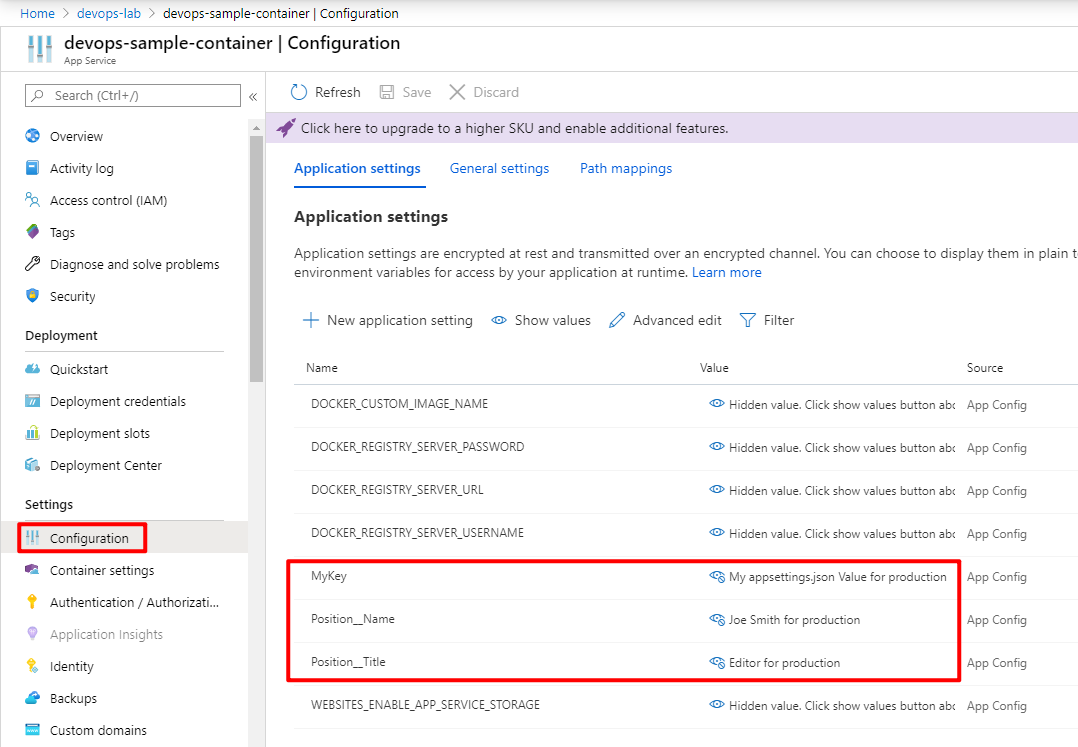 Home > devops-lab > devops-sample-container | Configuration
devops-sample-container | Configuration
App Service
Search (Ctrl+/)
«
Overview
Activity log
Access control (IAM)
Tags
Diagnose and solve problems
Security
Deployment
Quickstart
Deployment credentials
Deployment slots
Deployment Center
Settings
Configuration
Container settings
Authentication / Authorizati...
Application Insights
Identity
Backups
Custom domains
Refresh Save Discard
Click here to upgrade to a higher SKU and enable additional features.
Application settings General settings Path mappings
Application settings
Application settings are encrypted at rest and transmitted over an encrypted channel. You can choose to display them in plain t
environment variables for access by your application at runtime. Learn more
New application setting Show values Advanced edit Filter
Name Value Source
DOCKER_CUSTOM_IMAGE_NAME Hidden value. Click show values button abo App Config
DOCKER_REGISTRY_SERVER_PASSWORD Hidden value. Click show values button abo App Config
DOCKER_REGISTRY_SERVER_URL Hidden value. Click show values button abo App Config
DOCKER_REGISTRY_SERVER_USERNAME Hidden value. Click show values button abo App Config
MyKey My appsettings.json Value for production App Config
Position__Name Joe Smith for production App Config
Position__Title Editor for production App Config
WEBSITES_ENABLE_APP_SERVICE_STORAGE Hidden value. Click show values button abo App Config